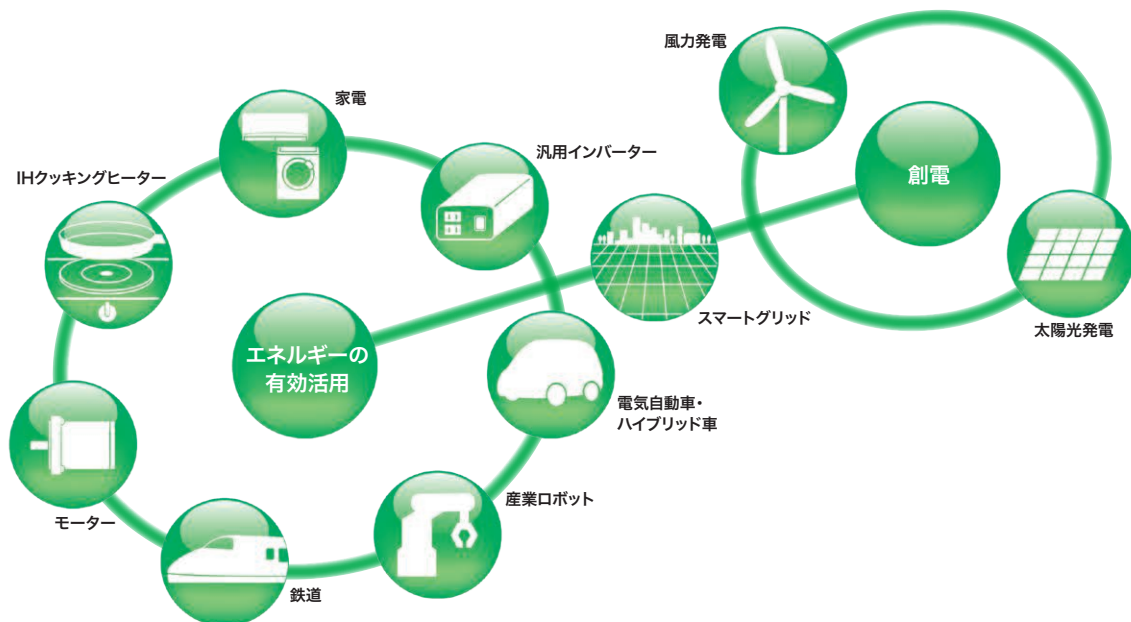 風力発電
家電
汎用インバーター
創電
IHクッキングヒーター
スマートグリッド
太陽光発電
エネルギーの
有効活用
電気自動車・
ハイブリッド車
産業ロボット
モーター
鉄道